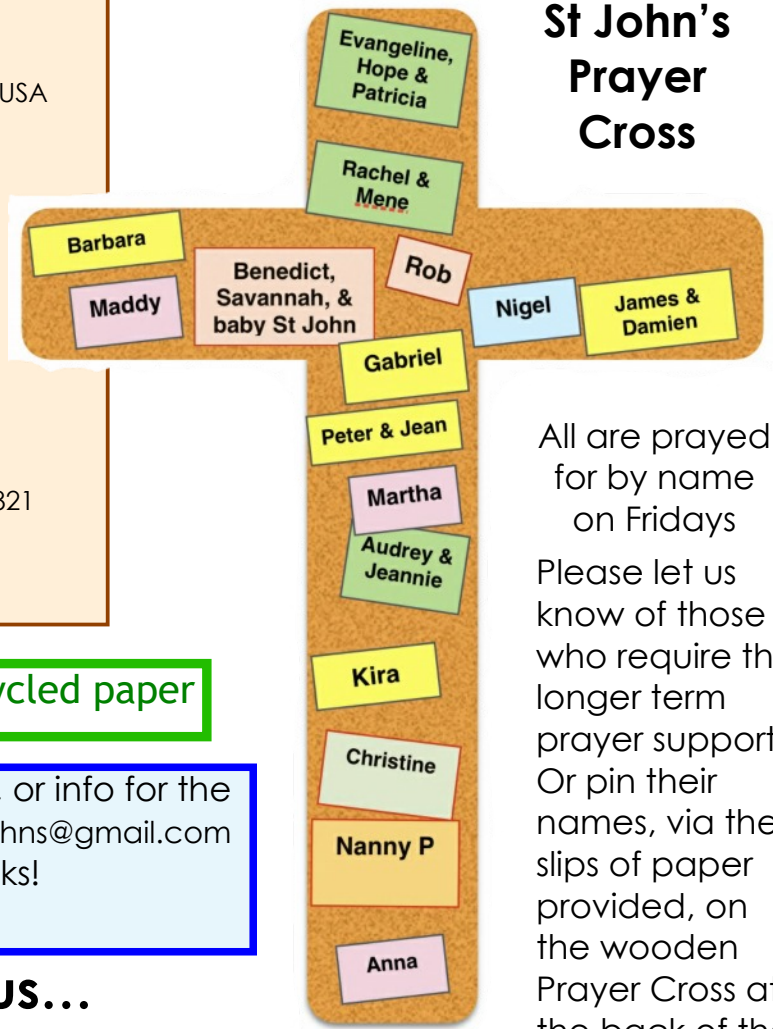 St John’s
Prayer
Cross
USA
321
Evangeline,
Hope &
Patricia
Rachel &
Mene
Barbara
Maddy
Benedict,
Savannah, &
baby St John
Rob
Nigel
James &
Damien
Gabriel
Peter & Jean
Martha
Audrey &
Jeannie
Kira
Christine
Nanny P
Anna
All are prayed
for by name
on Fridays
Please let us
know of those
who require
longer term
prayer support
Or pin their
names, via the
slips of paper
provided, on
the wooden
Prayer Cross
paper
or info for the
hns@gmail.com
us…